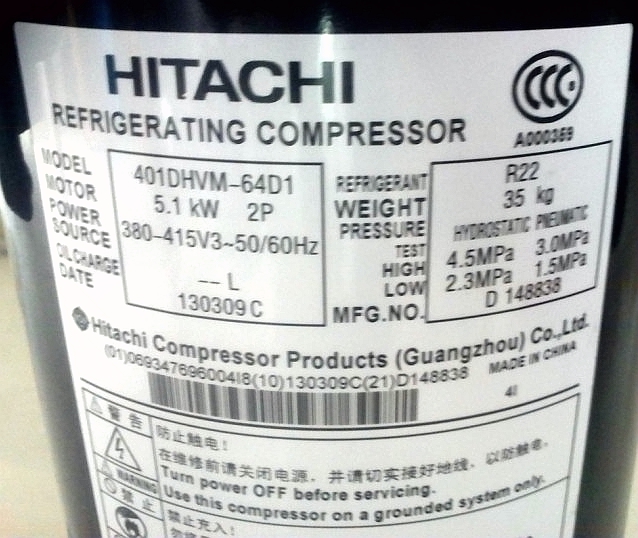 HITACHI
CCC
REFRIGERATING COMPRESSOR
A000359
MODEL 401DHVM-64D1
MOTOR 5.1 kW 2P
POWER SOURCE 380-415V3~50/60Hz
OILCHARGE -- L
DATE 130309C
REFRIGERANT R22
WEIGHT 35 kg
PRESSURE HYDROSTATIC PNEUMATIC
TEST
HIGH 4.5MPa 3.0MPa
LOW 2.3MPa 1.5MPa
MFG.NO. D 148838
Hitachi Compressor Products (Guangzhou) Co.,Ltd.
(01)06934769600418(10)130309C(21)D148838
MADE IN CHINA
41
警告
WARNING
防止触电!
在维修前请关闭电源，并请切实接好地线，以防触电。
Turn power OFF before servicing.
Use this compressor on a grounded system only.
禁止
禁止充入!